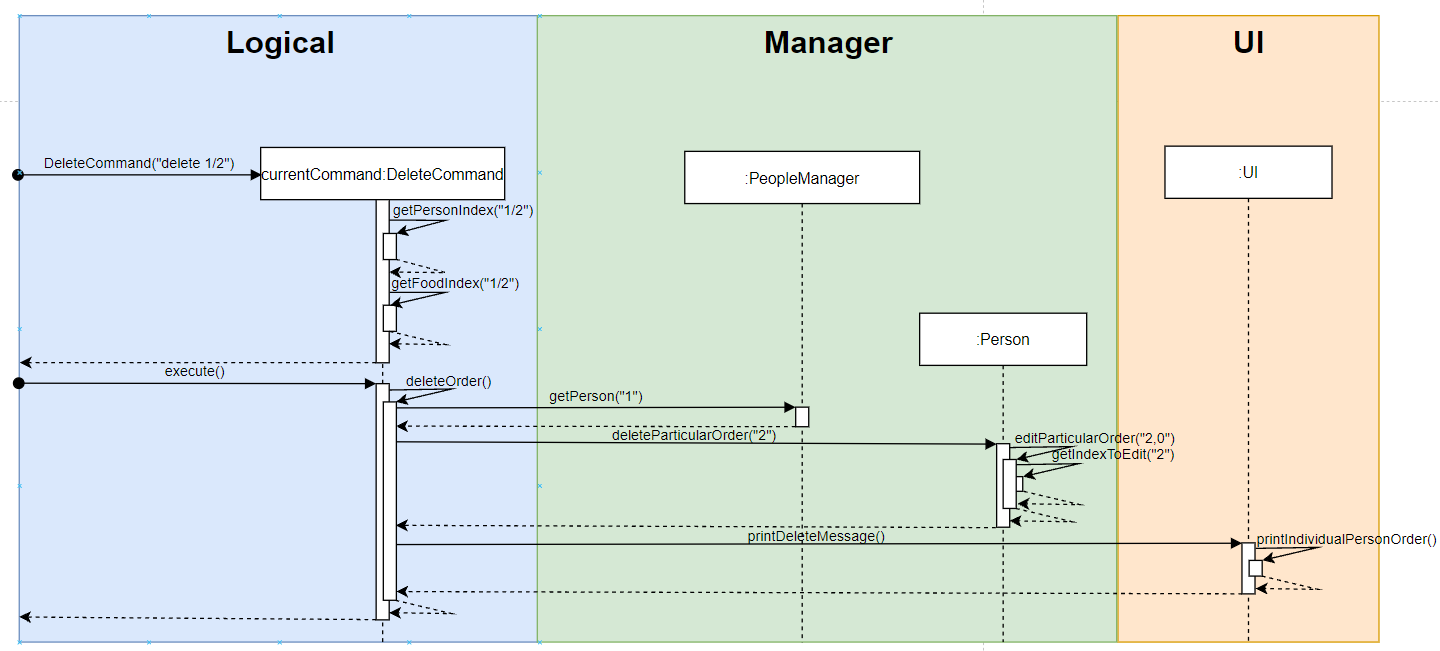 Logical
Manager
UI
DeleteCommand("delete 1/2")
currentCommand:DeleteCommand
:PeopleManager
:UI
getPersonIndex("1/2")
getFoodIndex("1/2")
:Person
execute()
deleteOrder()
getPerson("1")
deleteParticularOrder("2")
editParticularOrder("2,0")
getIndexToEdit("2")
printDeleteMessage()
printIndividualPersonOrder()